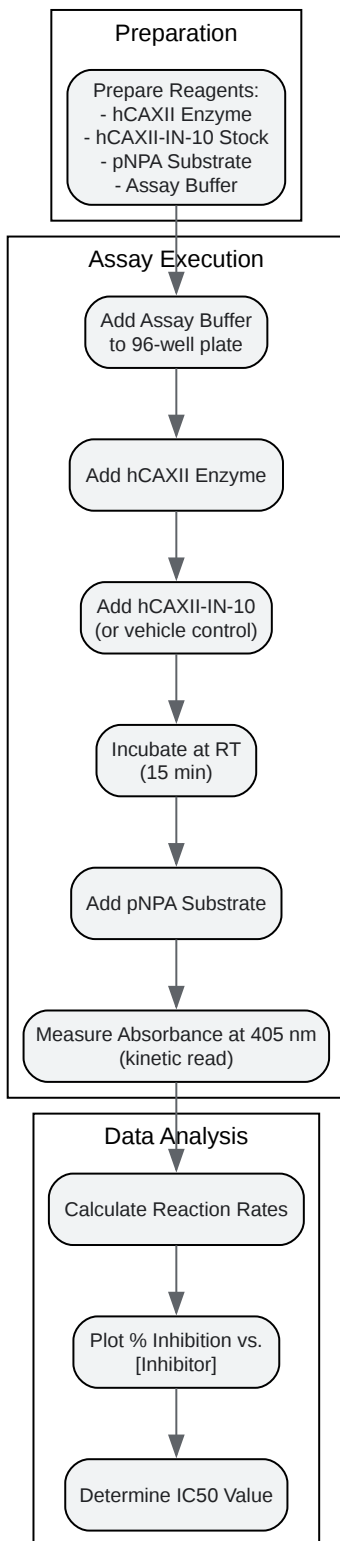 Preparation
Prepare Reagents:
- hCAXII Enzyme
- hCAXII-IN-10 Stock
- pNPA Substrate
- Assay Buffer
Assay Execution
Add Assay Buffer
to 96-well plate
Add hCAXII Enzyme
Add hCAXII-IN-10
(or vehicle control)
Incubate at RT
(15 min)
Add pNPA Substrate
Measure Absorbance at 405 nm
(kinetic read)
Data Analysis
Calculate Reaction Rates
Plot % Inhibition vs.
[Inhibitor]
Determine IC50 Value